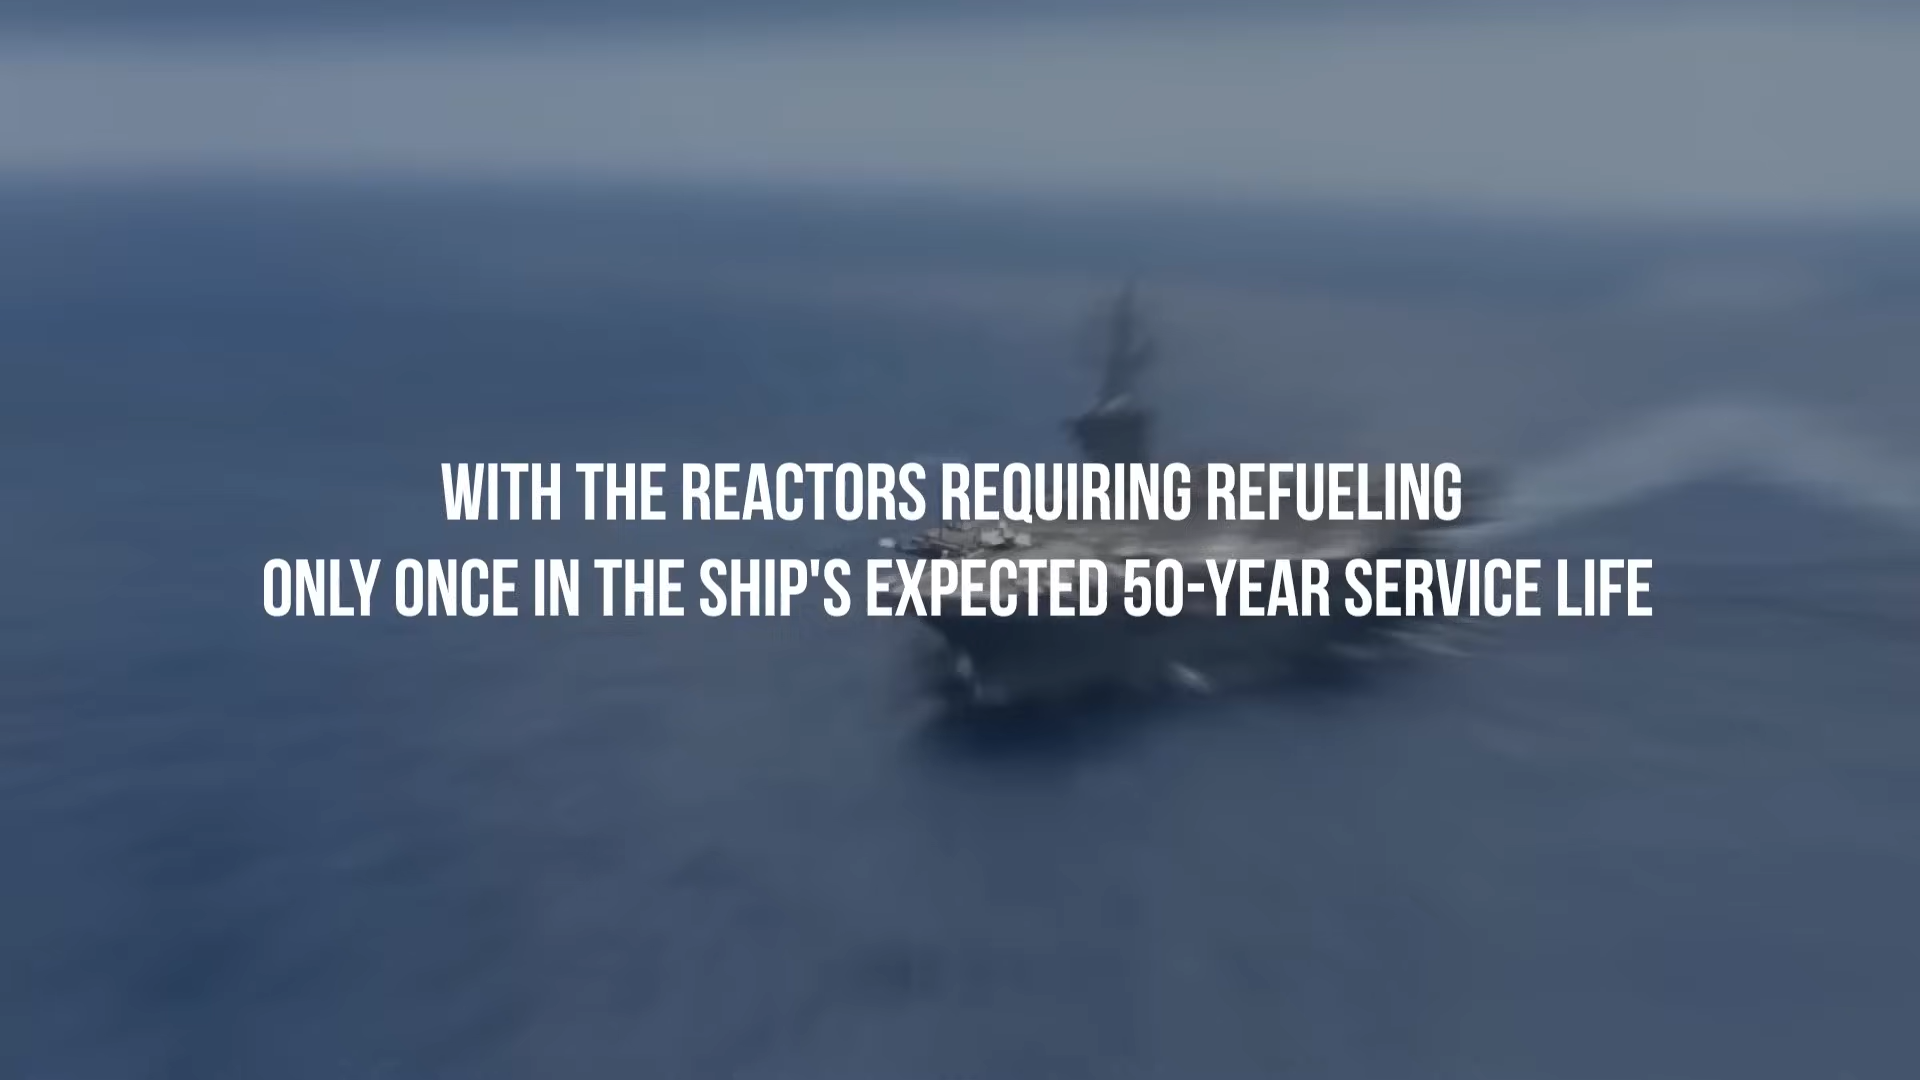 WITH THE REACTORS REQUIRING REFUELING
ONLY ONCE IN THE SHIP'S EXPECTED 50-YEAR SERVICE LIFE